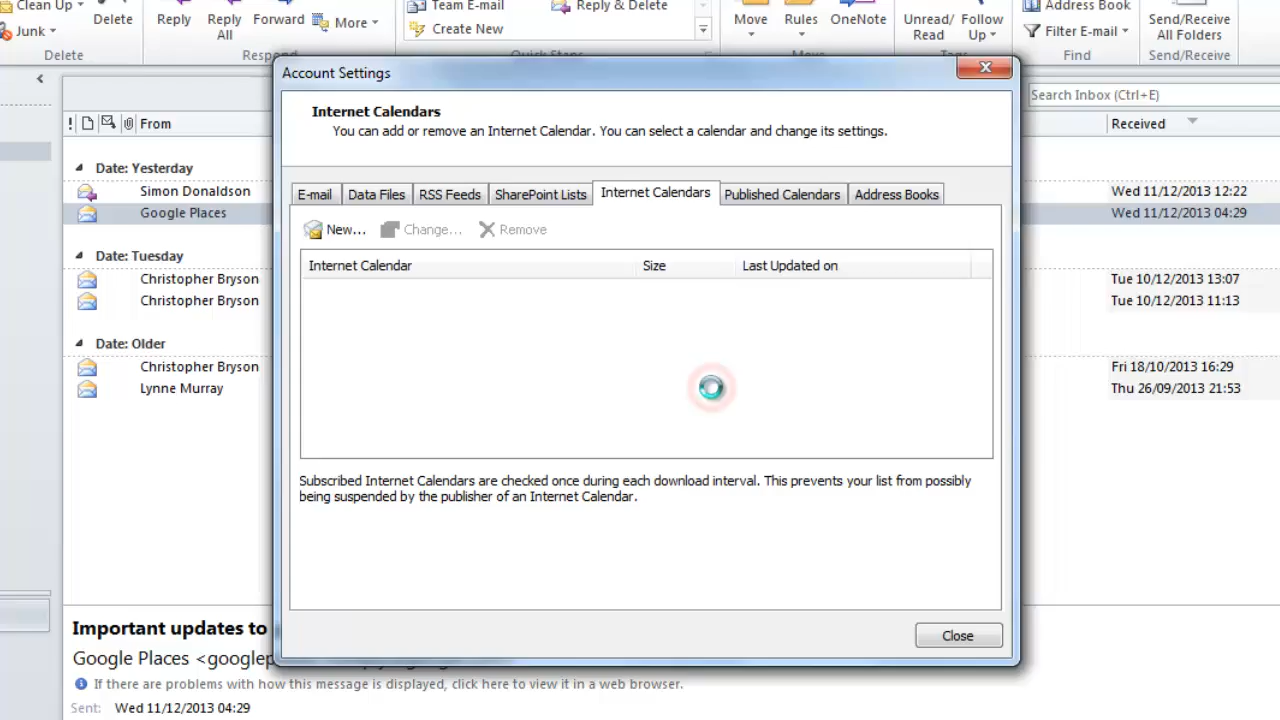 Clean Up
Delete
Reply
Reply
All
Forward
More
Team E-mail
Reply & Delete
Create New
Move
Rules
OneNote
Unread/
Read
Follow
Up
Address Book
Filter E-mail
Send/Receive
All Folders
Junk
Delete
Respond
Quick Steps
Move
Tags
Find
Send/Receive
Account Settings
Search Inbox (Ctrl+E)
Internet Calendars
You can add or remove an Internet Calendar. You can select a calendar and change its settings.
! From
Received
E-mail Data Files RSS Feeds SharePoint Lists Internet Calendars Published Calendars Address Books
New... Change... Remove
Internet Calendar Size Last Updated on
Date: Yesterday
Simon Donaldson
Wed 11/12/2013 12:22
Google Places
Wed 11/12/2013 04:29
Date: Tuesday
Christopher Bryson
Tue 10/12/2013 13:07
Christopher Bryson
Tue 10/12/2013 11:13
Date: Older
Christopher Bryson
Fri 18/10/2013 16:29
Lynne Murray
Thu 26/09/2013 21:53
Subscribed Internet Calendars are checked once during each download interval. This prevents your list from possibly
being suspended by the publisher of an Internet Calendar.
Close
Important updates to
Google Places <googlep
If there are problems with how this message is displayed, click here to view it in a web browser.
Sent: Wed 11/12/2013 04:29